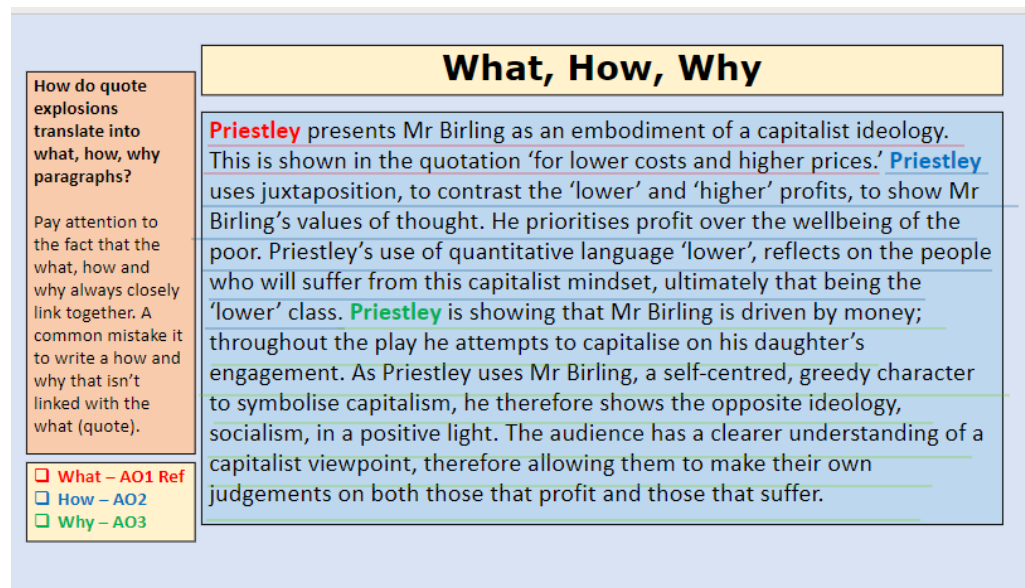 What, How, Why
How do quote
explosions
translate into
what, how, why
paragraphs?
Pay attention to
the fact that the
what, how and
why always closely
link together. A
common mistake it
to write a how and
why that isn't
linked with the
what (quote).
What – AO1 Ref
How – AO2
Why – AO3
Priestley presents Mr Birling as an embodiment of a capitalist ideology.
This is shown in the quotation 'for lower costs and higher prices.' Priestley
uses juxtaposition, to contrast the 'lower' and 'higher' profits, to show Mr
Birling's values of thought. He prioritises profit over the wellbeing of the
poor. Priestley's use of quantitative language 'lower', reflects on the people
who will suffer from this capitalist mindset, ultimately that being the
'lower' class. Priestley is showing that Mr Birling is driven by money;
throughout the play he attempts to capitalise on his daughter's
engagement. As Priestley uses Mr Birling, a self-centred, greedy character
to symbolise capitalism, he therefore shows the opposite ideology,
socialism, in a positive light. The audience has a clearer understanding of a
capitalist viewpoint, therefore allowing them to make their own
judgements on both those that profit and those that suffer.